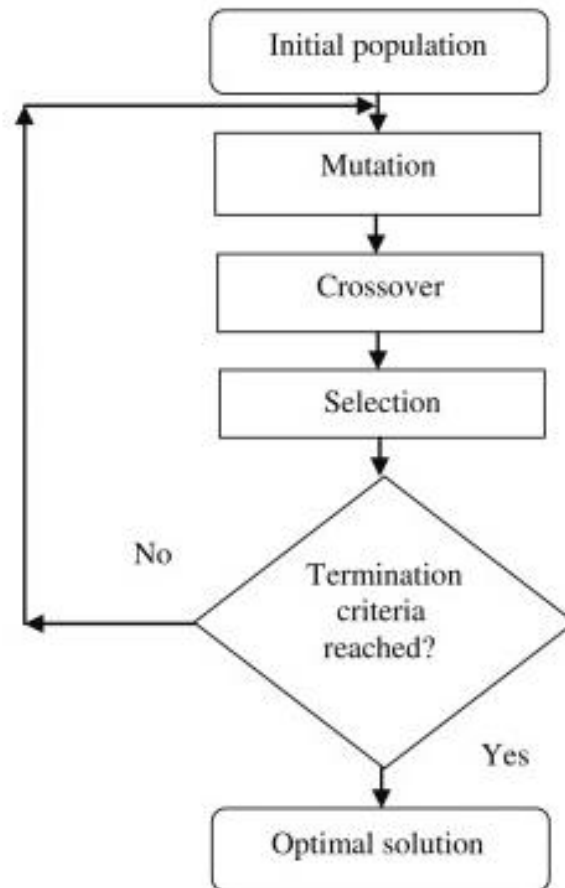 Initial population
Mutation
Crossover
Selection
No
Termination
criteria
reached?
Yes
Optimal solution